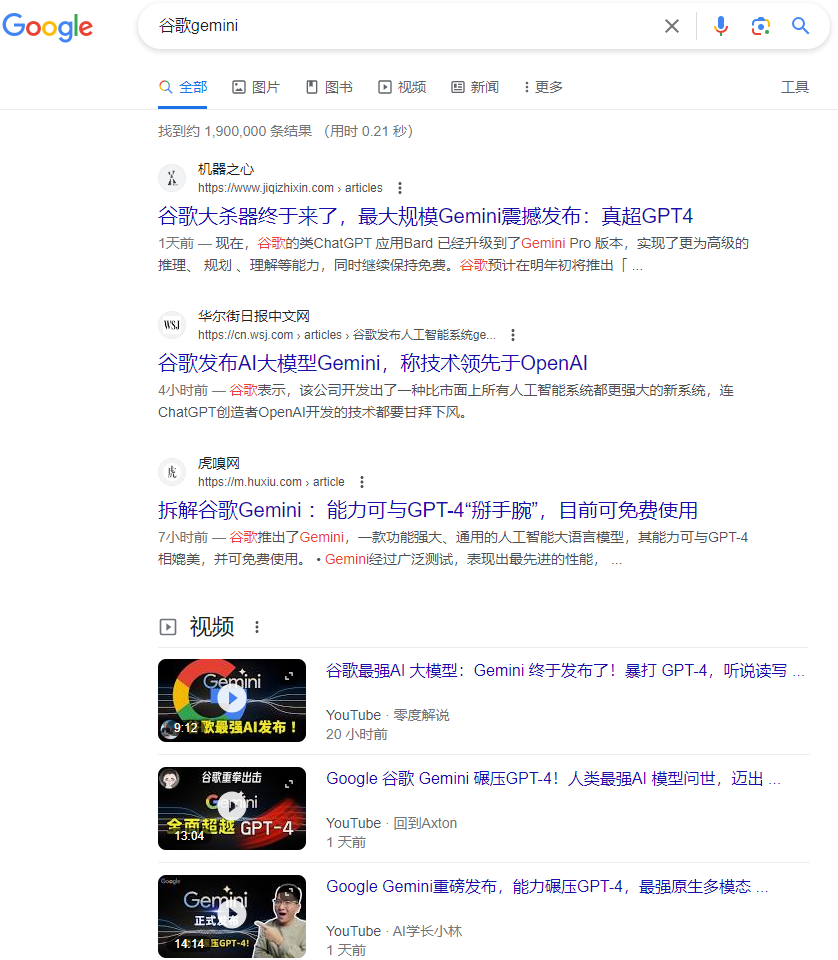 Google
谷歌gemini
全部 图片 图书 视频 新闻 更多 工具
找到约 1,900,000 条结果 （用时 0.21 秒）
机器之心
https://www.jiqizhixin.com › articles
谷歌大杀器终于来了，最大规模Gemini震撼发布：真超GPT4
1天前 — 现在，谷歌的类ChatGPT 应用Bard 已经升级到了Gemini Pro 版本，实现了更为高级的
推理、 规划 、理解等能力，同时继续保持免费。谷歌预计在明年初将推出「 ...
WSJ
华尔街日报中文网
https://cn.wsj.com › articles › 谷歌发布人工智能系统ge...
谷歌发布AI大模型Gemini，称技术领先于OpenAI
4小时前 — 谷歌表示，该公司开发出了一种比市面上所有人工智能系统都更强大的新系统，连
ChatGPT创造者OpenAI开发的技术都要甘拜下风。
虎
虎嗅网
https://m.huxiu.com › article
拆解谷歌Gemini ：能力可与GPT-4“掰手腕”，目前可免费使用
7小时前 — 谷歌推出了Gemini，一款功能强大、通用的人工智能大语言模型，其能力可与GPT-4
相媲美，并可免费使用。 • Gemini经过广泛测试，表现出最先进的性能， ...
视频
Gemini
9:12 歌最强AI发布！
谷歌最强AI 大模型：Gemini 终于发布了！暴打 GPT-4，听说读写 ...
YouTube · 零度解说
20 小时前
谷歌重拳出击
Gemini
全面超越 GPT-4
13:04
Google 谷歌 Gemini 碾压GPT-4！人类最强AI 模型问世，迈出 ...
YouTube · 回到Axton
1 天前
Google
Gemini
正式发布
14:14 压GPT-4!
Google Gemini重磅发布，能力碾压GPT-4，最强原生多模态 ...
YouTube · AI学长小林
1 天前